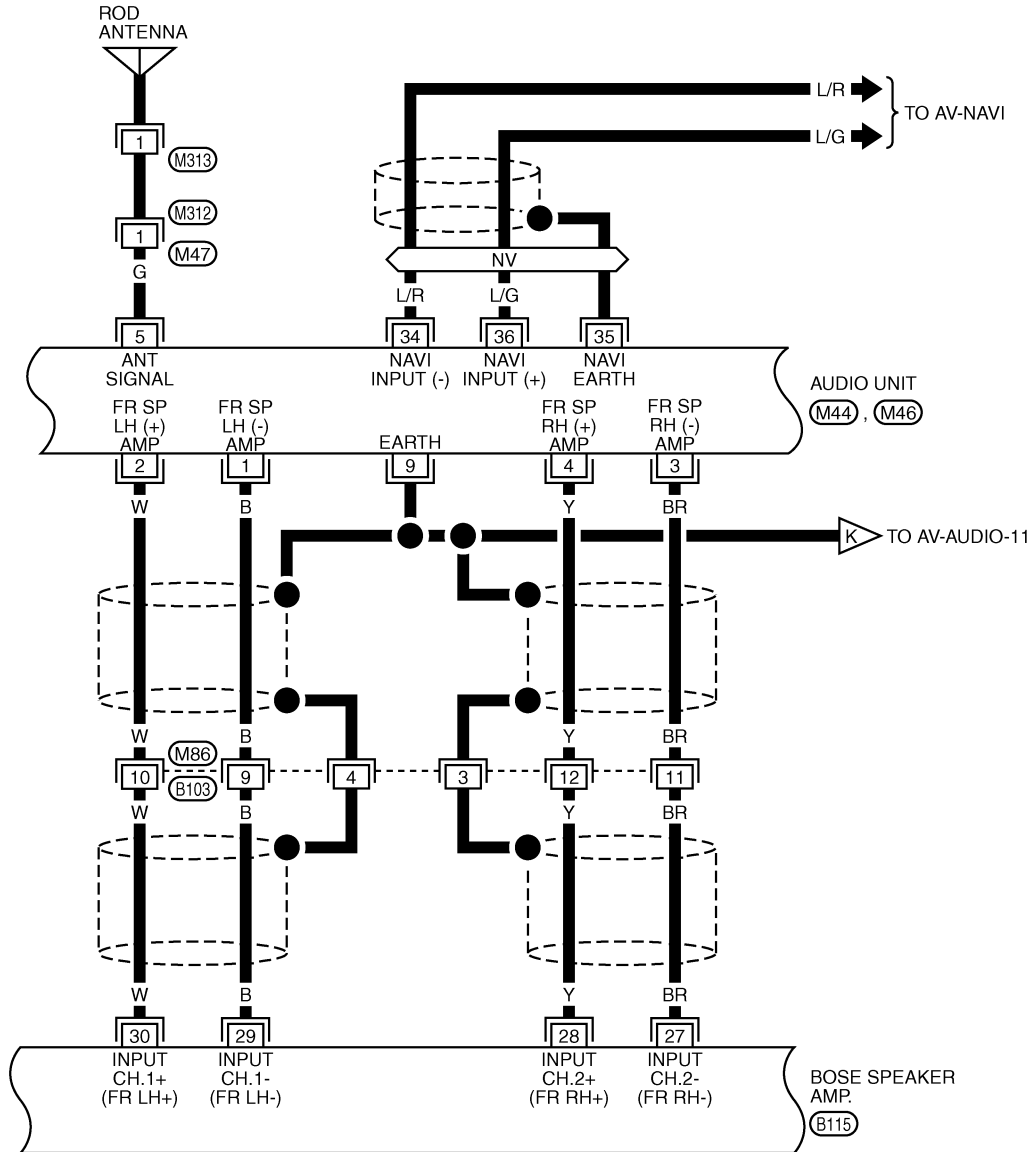 ROD
ANTENNA
L/R
TO AV-NAVI
L/G
1
M313
M312
1
M47
G
NV
L/R
L/G
5
34
36
35
ANT
SIGNAL
NAVI
INPUT (-)
NAVI
INPUT (+)
NAVI
EARTH
AUDIO UNIT
M44 , M46
FR SP
LH (+)
AMP
FR SP
LH (-)
AMP
EARTH
FR SP
RH (+)
AMP
FR SP
RH (-)
AMP
2
1
9
4
3
W
B
Y
BR
K
TO AV-AUDIO-11
W
B
Y
BR
M86
10
9
4
3
12
11
B103
W
B
Y
BR
W
B
Y
BR
30
29
28
27
INPUT
CH.1+
(FR LH+)
INPUT
CH.1-
(FR LH-)
INPUT
CH.2+
(FR RH+)
INPUT
CH.2-
(FR RH-)
BOSE SPEAKER
AMP.
B115